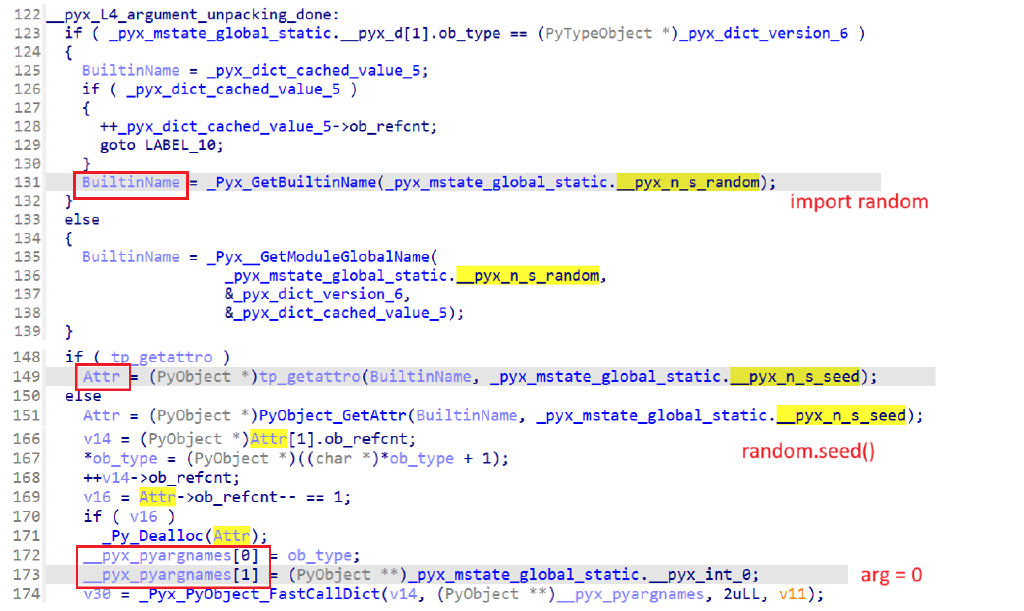 122 __pyx_L4_argument_unpacking_done:
123 if ( _pyx_mstate_global_static.__pyx_d[1].ob_type == (PyTypeObject *)_pyx_dict_version_6 )
124 {
125 BuiltinName = _pyx_dict_cached_value_5;
126 if ( _pyx_dict_cached_value_5 )
127 {
128 ++_pyx_dict_cached_value_5->ob_refcnt;
129 goto LABEL_10;
130 }
131 BuiltinName = _Pyx_GetBuiltinName(_pyx_mstate_global_static.__pyx_n_s_random);
import random
132 }
133 else
134 {
135 BuiltinName = _Pyx__GetModuleGlobalName(
136 _pyx_mstate_global_static.__pyx_n_s_random,
137 &_pyx_dict_version_6,
138 &_pyx_dict_cached_value_5);
139 }
148 if ( tp_getattro )
149 Attr = (PyObject *)tp_getattro(BuiltinName, _pyx_mstate_global_static.__pyx_n_s_seed);
150 else
151 Attr = (PyObject *)PyObject_GetAttr(BuiltinName, _pyx_mstate_global_static.__pyx_n_s_seed);
166 v14 = (PyObject *)Attr[1].ob_refcnt;
random.seed()
167 *ob_type = (PyObject *)((char *)*ob_type + 1);
168 ++v14->ob_refcnt;
169 v16 = Attr->ob_refcnt-- == 1;
170 if ( v16 )
171 _Py_Dealloc(Attr);
172 __pyx_pyargnames[0] = ob_type;
173 __pyx_pyargnames[1] = (PyObject **)_pyx_mstate_global_static.__pyx_int_0;
arg = 0
174 v30 = _Pyx_PyObject_FastCallDict(v14, (PyObject **)__pyx_pyargnames, 2uLL, v11);